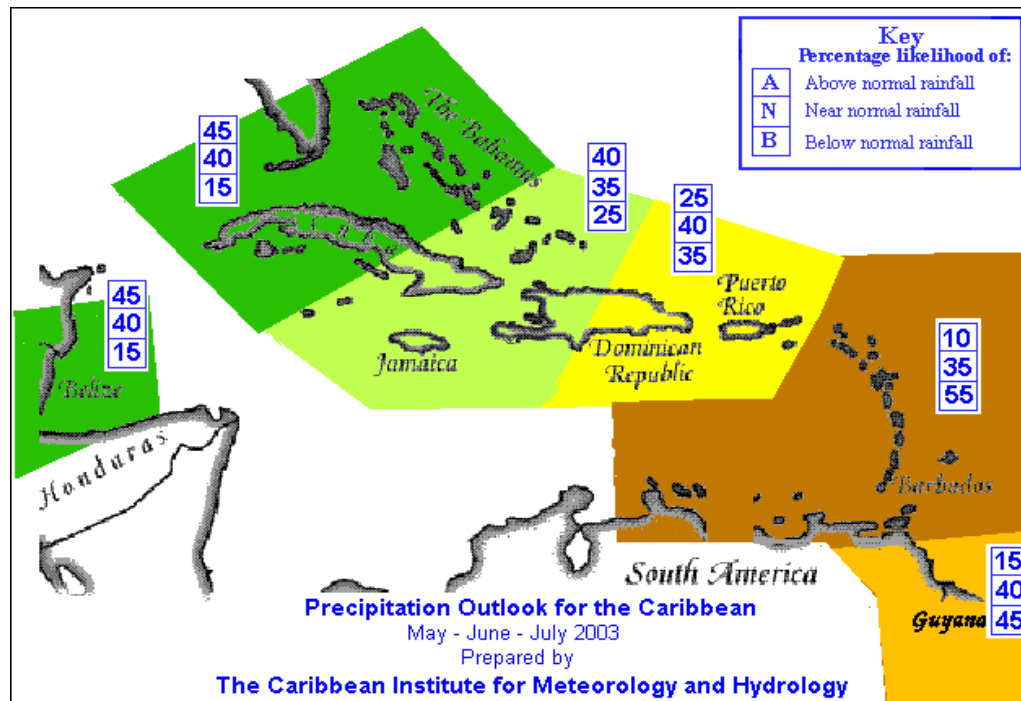 Key
Percentage likelihood of:
A Above normal rainfall
N Near normal rainfall
B Below normal rainfall
The Bahamas
45
40
15
40
35
25
25
40
35
Puerto
Rico
45
40
15
10
35
55
Jamaica
Dominican
Republic
Belize
Honduras
Barbados
South America
15
40
45
Guyana
Precipitation Outlook for the Caribbean
May - June - July 2003
Prepared by
The Caribbean Institute for Meteorology and Hydrology